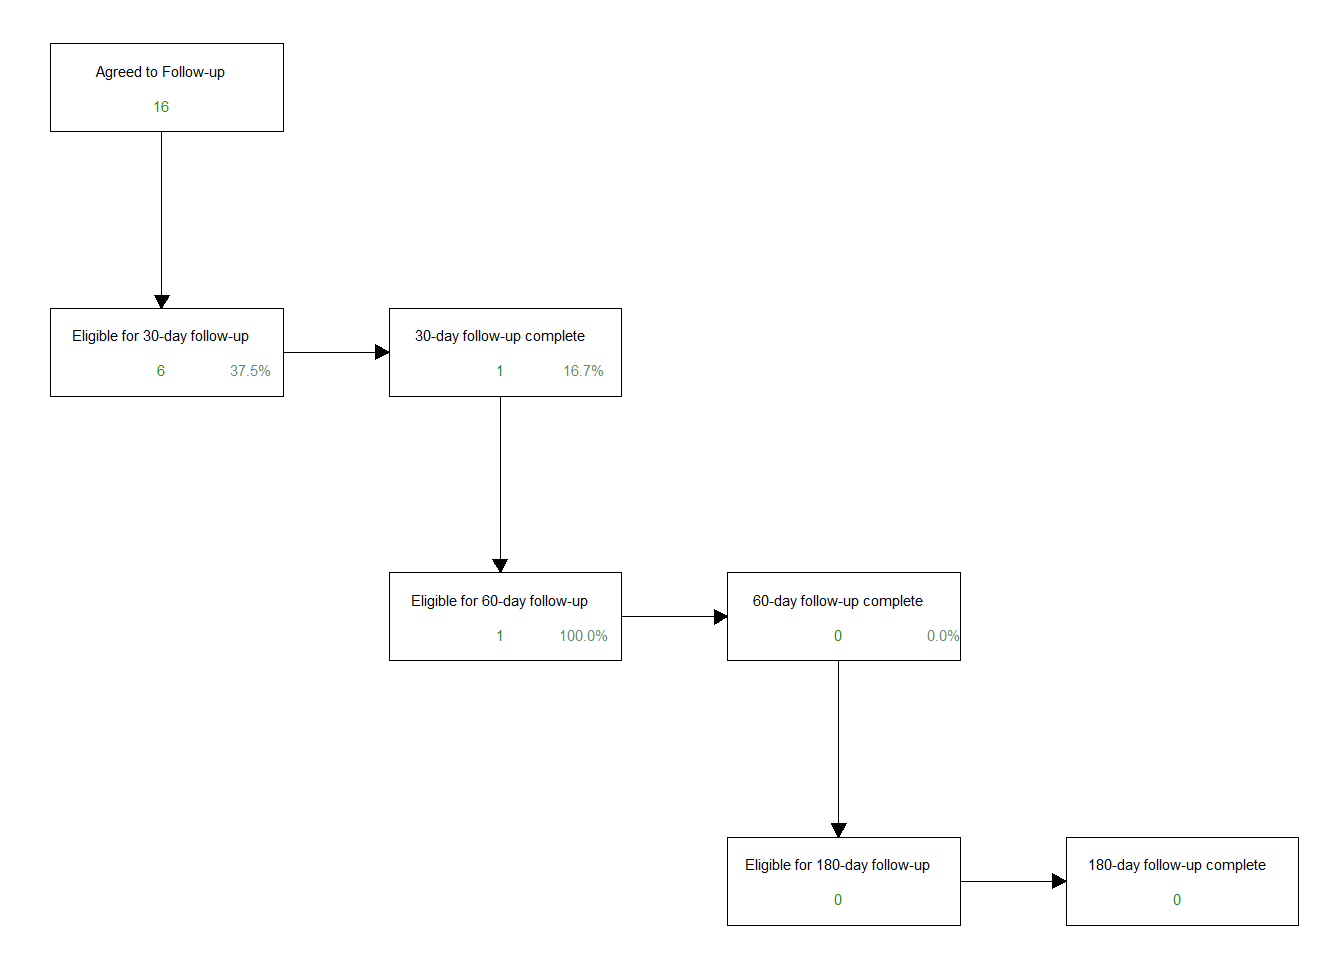 Agreed to Follow-up
16
Eligible for 30-day follow-up
6 37.5%
30-day follow-up complete
1 16.7%
Eligible for 60-day follow-up
1 100.0%
60-day follow-up complete
0 0.0%
Eligible for 180-day follow-up
0
180-day follow-up complete
0